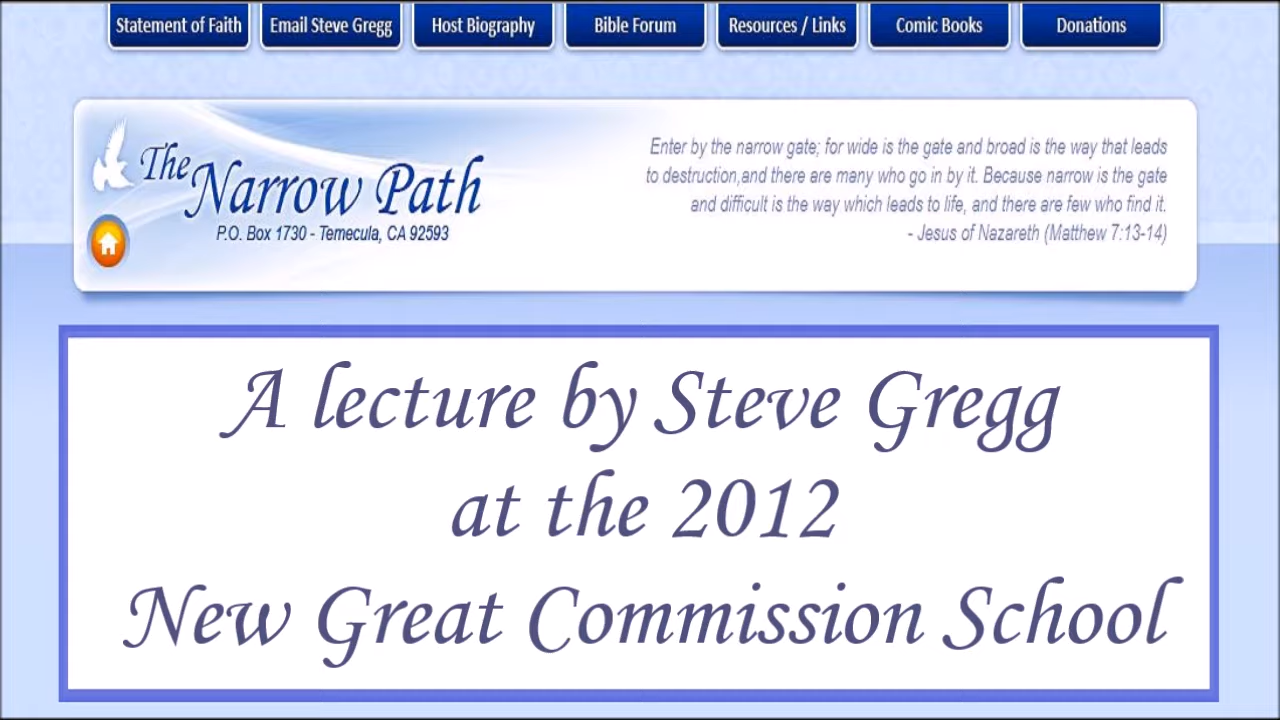 Statement of Faith
Email Steve Gregg
Host Biography
Bible Forum
Resources / Links
Comic Books
Donations
The
Narrow Path
P.O. Box 1730 - Temecula, CA 92593
Enter by the narrow gate; for wide is the gate and broad is the way that leads
to destruction,and there are many who go in by it. Because narrow is the gate
and difficult is the way which leads to life, and there are few who find it.
- Jesus of Nazareth (Matthew 7:13-14)
A lecture by Steve Gregg
at the 2012
New Great Commission School